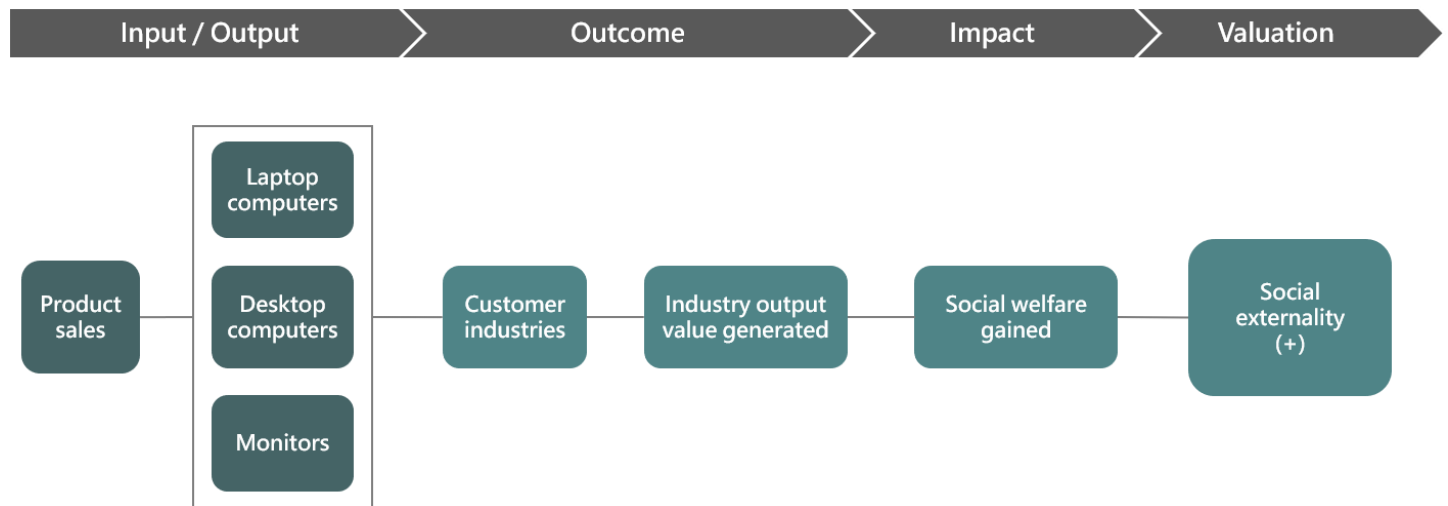 Input / Output
Outcome
Impact
Valuation
Product
sales
Laptop
computers
Desktop
computers
Monitors
Customer
industries
Industry output
value generated
Social welfare
gained
Social
externality
(+)